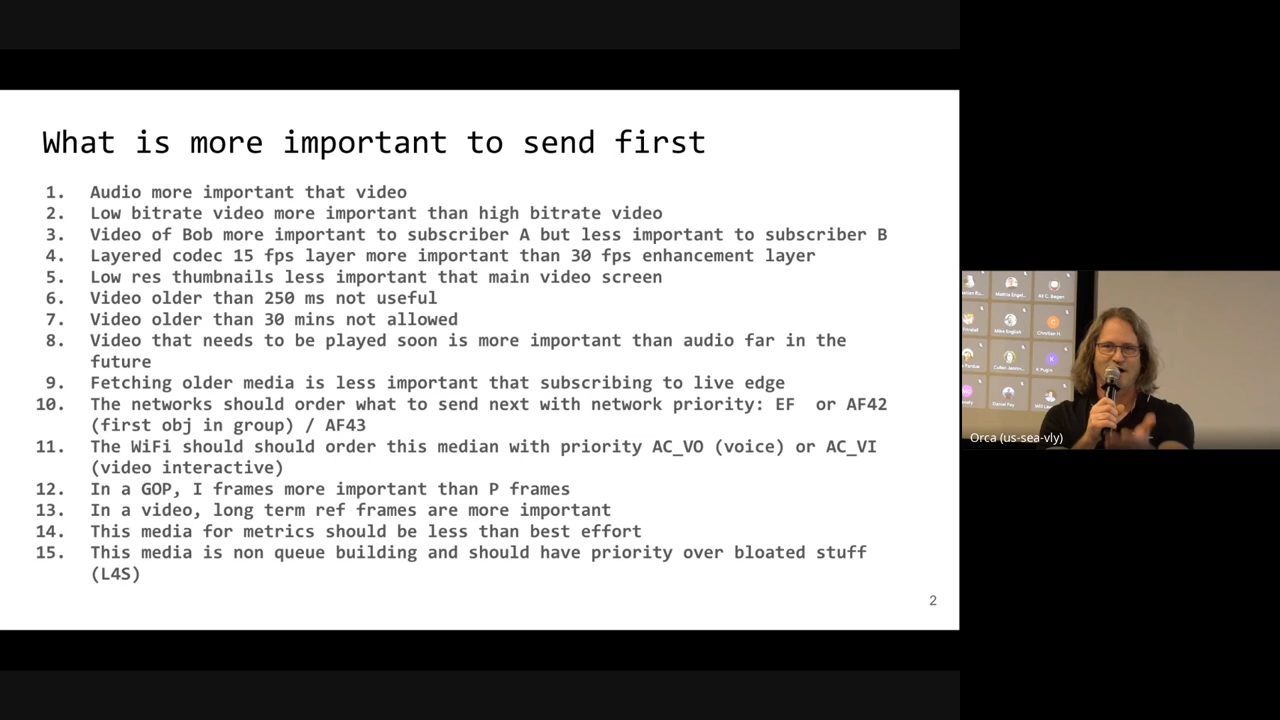 What is more important to send first
1. Audio more important that video
2. Low bitrate video more important than high bitrate video
3. Video of Bob more important to subscriber A but less important to subscriber B
4. Layered codec 15 fps layer more important than 30 fps enhancement layer
5. Low res thumbnails less important that main video screen
6. Video older than 250 ms not useful
7. Video older than 30 mins not allowed
8. Video that needs to be played soon is more important than audio far in the
future
9. Fetching older media is less important that subscribing to live edge
10. The networks should order what to send next with network priority: EF or AF42
(first obj in group) / AF43
11. The WiFi should should order this median with priority AC_VO (voice) or AC_VI
(video interactive)
12. In a GOP, I frames more important than P frames
13. In a video, long term ref frames are more important
14. This media for metrics should be less than best effort
15. This media is non queue building and should have priority over bloated stuff
(L4S)
2
Mike English
Orca (us-sea-vly)